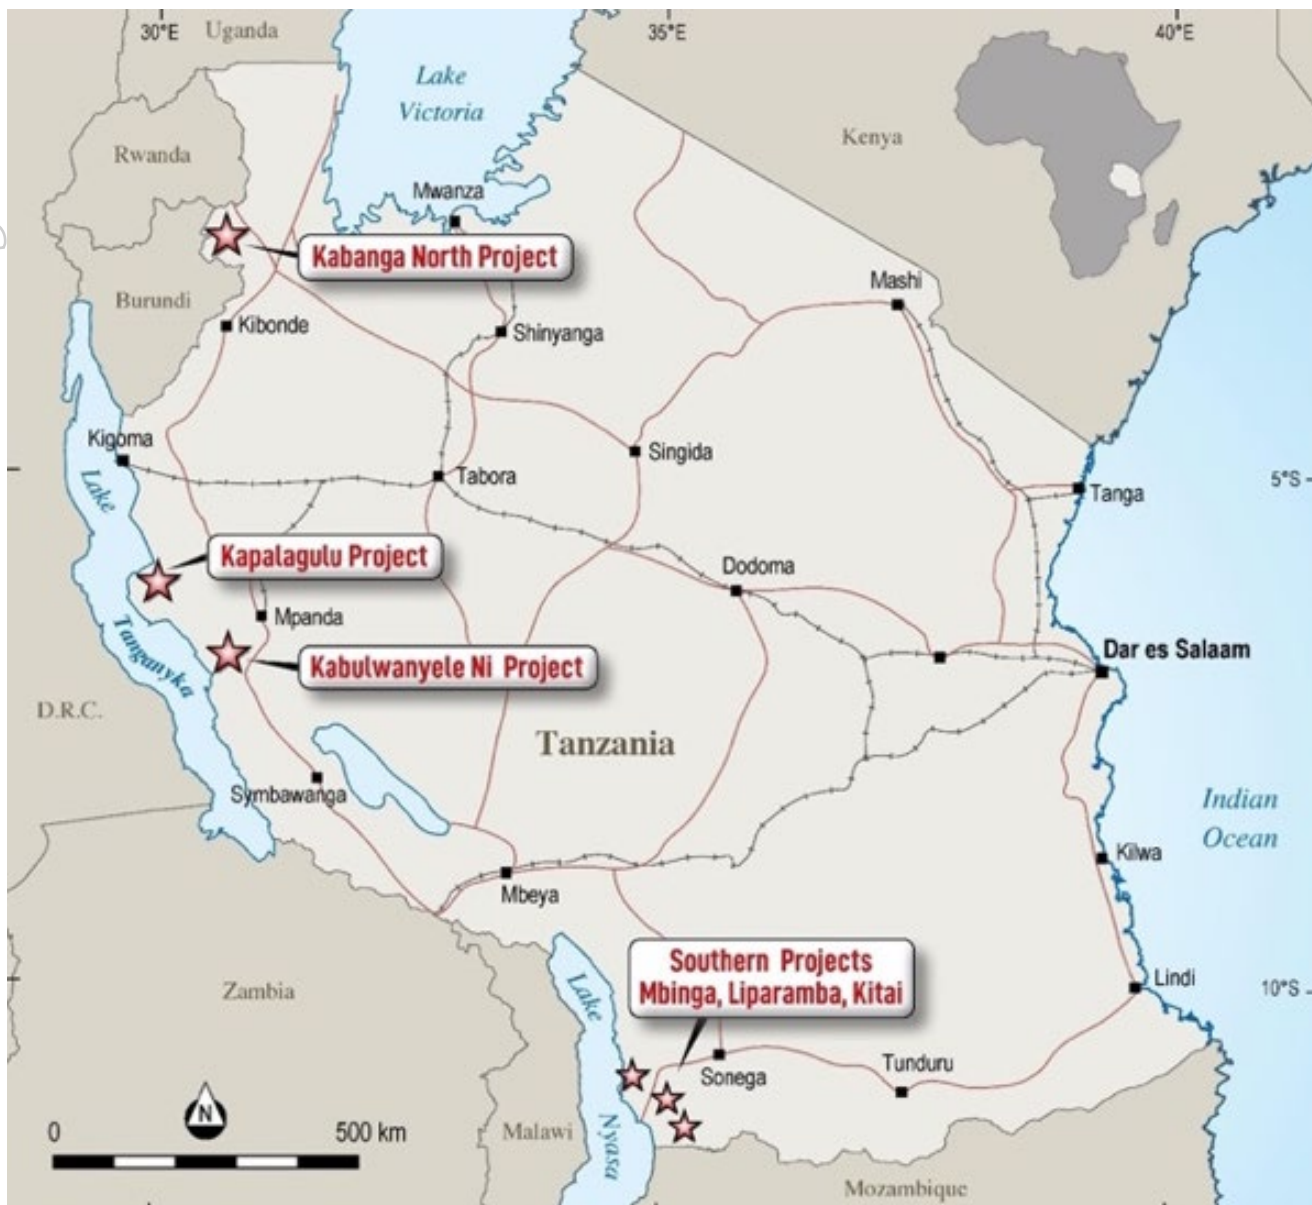 30°E
Uganda
35°E
40°E
Lake
Victoria
Kenya
Rwanda
Mwanza
Kabanga North Project
Mashi
Burundi
Kibonde
Shinyanga
Kigoma
Singida
Lake
Tabora
5°S
Tanga
Kapalagulu Project
Dodoma
Mpanda
Tanganyka
Dar es Salaam
Kabulwanyele Ni Project
D.R.C.
Tanzania
Symbawanga
Indian
Ocean
Kilwa
Mbeya
Southern Projects
Mbinga, Liparamba, Kitai
Lindi
Zambia
Lake
10°S
Tunduru
Sonega
N
0
500 km
Malawi
Nyasa
Mozambique